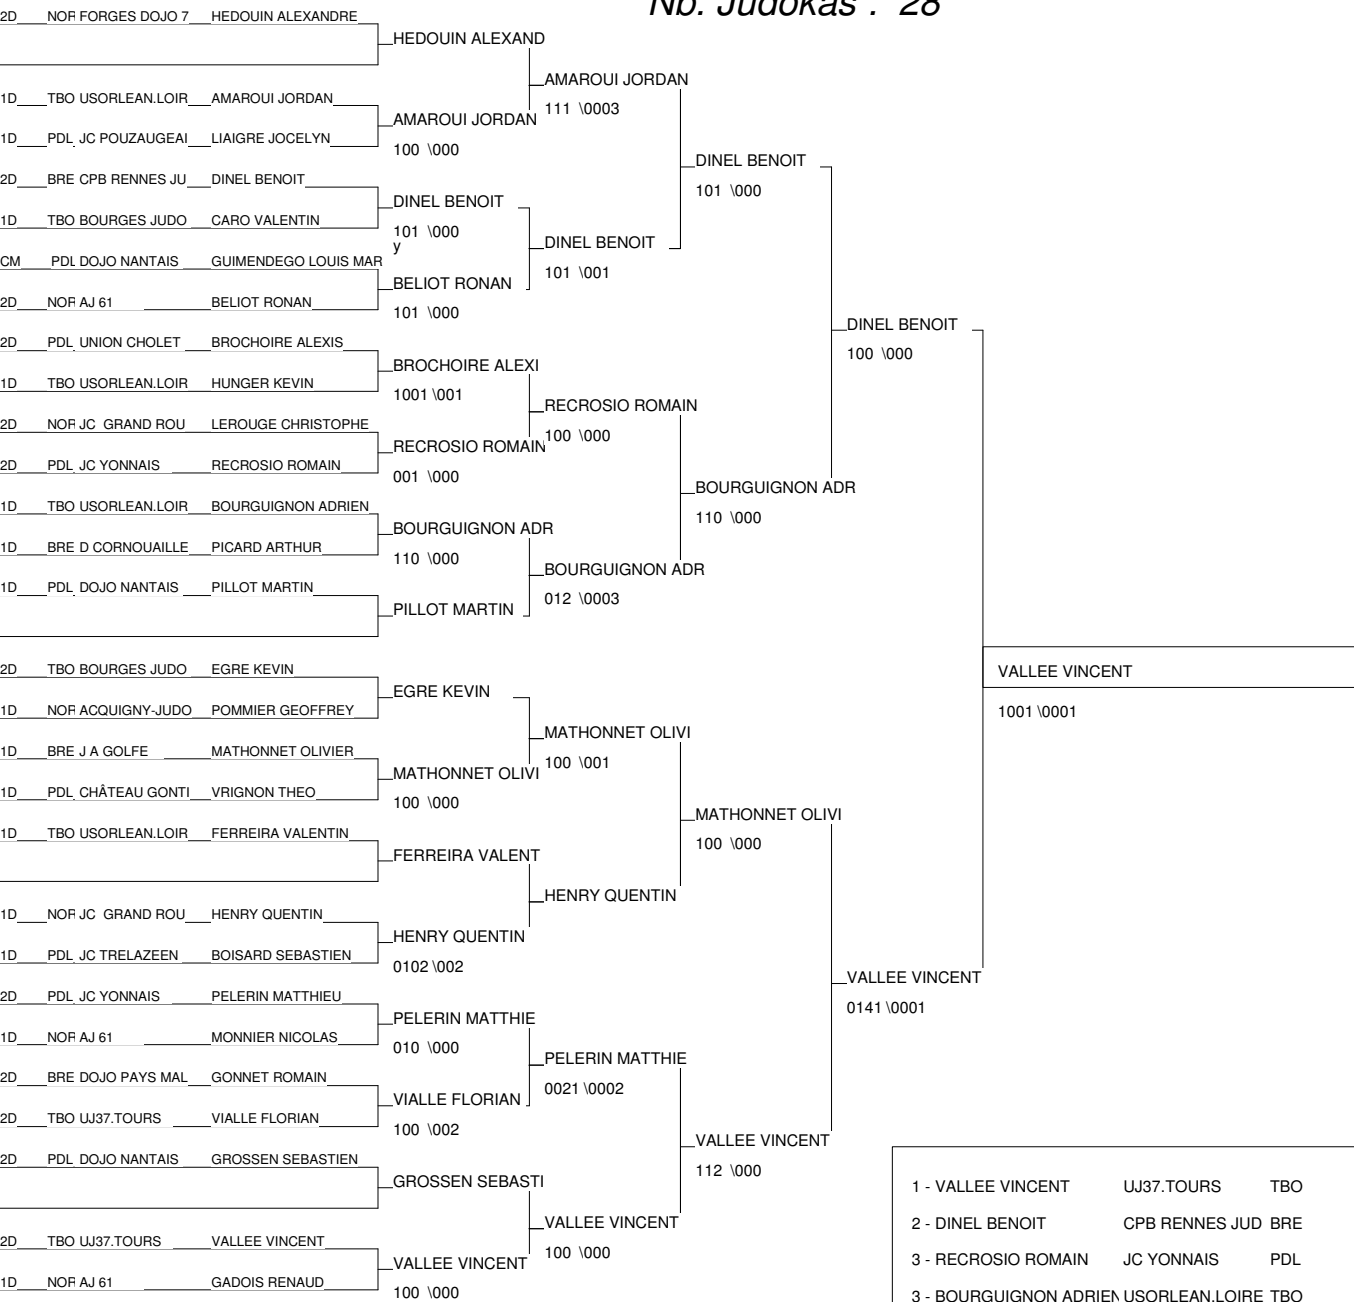 Nb. Judokas : 28
2D NOR FORGES DOJO 7 HEDOUIN ALEXANDRE
HEDOUIN ALEXAND
AMAROUI JORDAN
1D TBO USORLEAN.LOIR AMAROUI JORDAN
111 \0003
AMAROUI JORDAN
1D PDL JC POUZAUGEAI LIAIGRE JOCELYN
100 \000
DINEL BENOIT
2D BRE CPB RENNES JU DINEL BENOIT
101 \000
DINEL BENOIT
1D TBO BOURGES JUDO CARO VALENTIN
101 \000
y
DINEL BENOIT
CM PDL DOJO NANTAIS GUIMENDEGO LOUIS MAR
101 \001
BELIOT RONAN
2D NOR AJ 61 BELIOT RONAN
101 \000
DINEL BENOIT
2D PDL UNION CHOLET BROCHOIRE ALEXIS
100 \000
BROCHOIRE ALEXI
1D TBO USORLEAN.LOIR HUNGER KEVIN
1001 \001
RECROSIO ROMAIN
2D NOR JC GRAND ROU LEROUGE CHRISTOPHE
100 \000
RECROSIO ROMAIN
2D PDL JC YONNAIS RECROSIO ROMAIN
001 \000
BOURGUIGNON ADR
1D TBO USORLEAN.LOIR BOURGUIGNON ADRIEN
110 \000
BOURGUIGNON ADR
1D BRE D CORNOUAILLE PICARD ARTHUR
110 \000
BOURGUIGNON ADR
1D PDL DOJO NANTAIS PILLOT MARTIN
012 \0003
PILLOT MARTIN
2D TBO BOURGES JUDO EGRE KEVIN
VALLEE VINCENT
EGRE KEVIN
1D NOR ACQUIGNY-JUDO POMMIER GEOFFREY
1001 \0001
MATHONNET OLIVI
1D BRE J A GOLFE MATHONNET OLIVIER
100 \001
MATHONNET OLIVI
1D PDL CHÂTEAU GONTI VRIGNON THEO
100 \000
MATHONNET OLIVI
1D TBO USORLEAN.LOIR FERREIRA VALENTIN
100 \000
FERREIRA VALENT
HENRY QUENTIN
1D NOR JC GRAND ROU HENRY QUENTIN
HENRY QUENTIN
1D PDL JC TRELAZEEN BOISARD SEBASTIEN
0102 \002
VALLEE VINCENT
2D PDL JC YONNAIS PELERIN MATTHIEU
0141 \0001
PELERIN MATTHIE
1D NOR AJ 61 MONNIER NICOLAS
010 \000
PELERIN MATTHIE
2D BRE DOJO PAYS MAL GONNET ROMAIN
0021 \0002
VIALLE FLORIAN
2D TBO UJ37.TOURS VIALLE FLORIAN
100 \002
VALLEE VINCENT
2D PDL DOJO NANTAIS GROSSEN SEBASTIEN
112 \000
GROSSEN SEBASTI
1 - VALLEE VINCENT UJ37.TOURS TBO
VALLEE VINCENT
2 - DINEL BENOIT CPB RENNES JUD BRE
2D TBO UJ37.TOURS VALLEE VINCENT
100 \000
VALLEE VINCENT
3 - RECROSIO ROMAIN JC YONNAIS PDL
1D NOR AJ 61 GADOIS RENAUD
100 \000
3 - BOURGUIGNON ADRIEN USORLEAN.LOIRE TBO